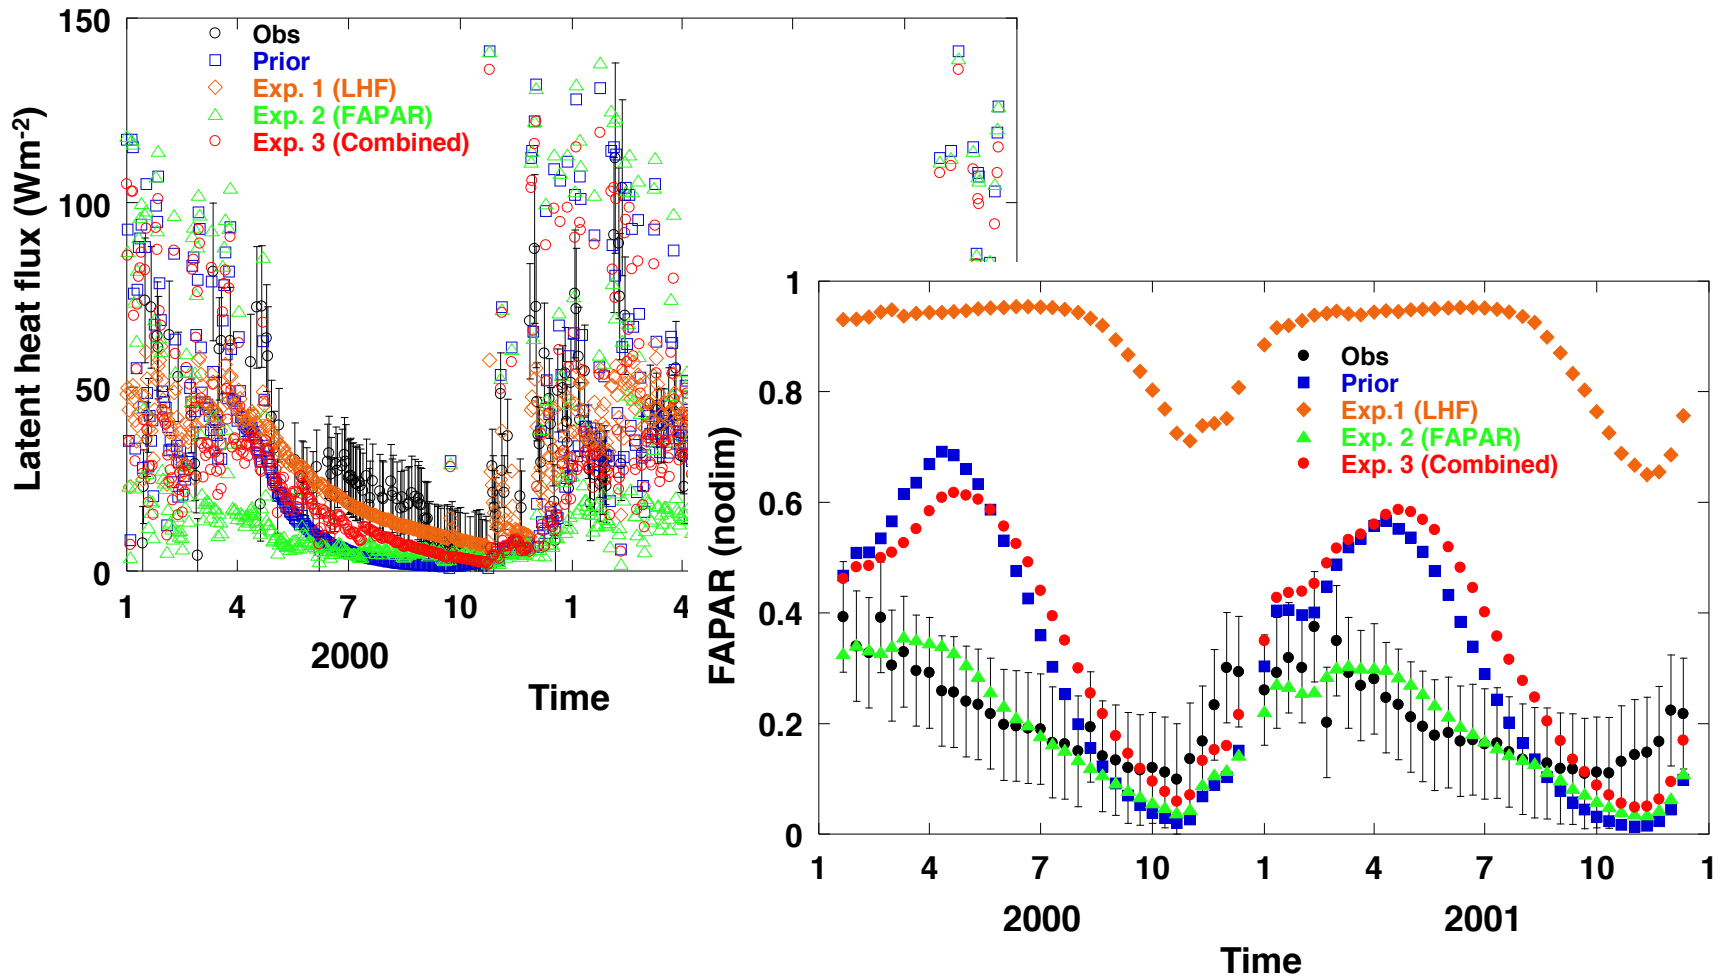 150
100
50
0
Latent heat flux (Wm-2)
Obs
Prior
Exp. 1 (LHF)
Exp. 2 (FAPAR)
Exp. 3 (Combined)
1 4 7 10 1 4
2000
Time
1
0.8
0.6
0.4
0.2
0
FAPAR (nodim)
Obs
Prior
Exp.1 (LHF)
Exp. 2 (FAPAR)
Exp. 3 (Combined)
1 4 7 10 1 4 7 10 1
2000 2001
Time